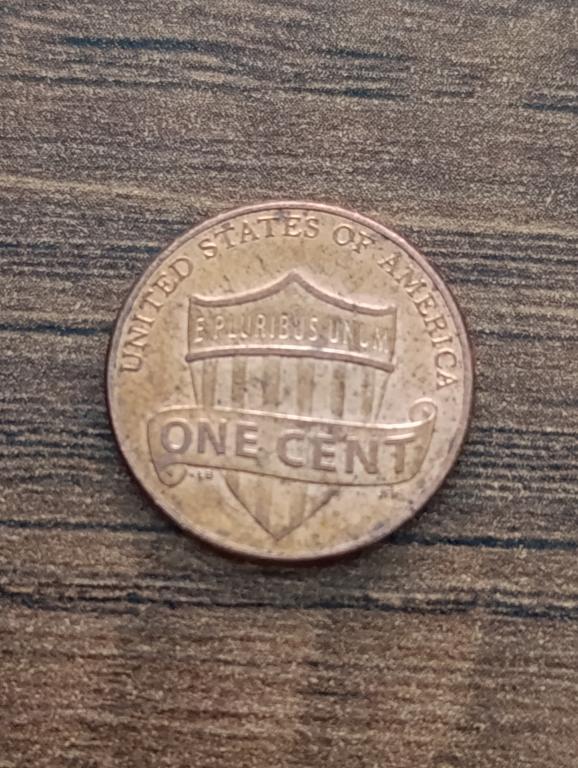 UNITED STATES OF AMERICA
E PLURIBUS UNUM
ONE CENT